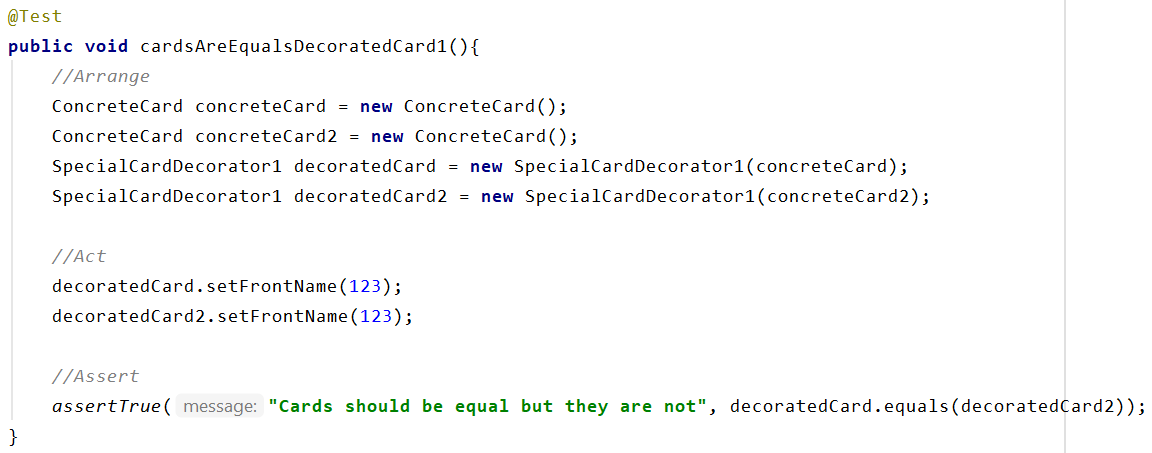 @Test
public void cardsAreEqualsDecoratedCard1(){
//Arrange
ConcreteCard concreteCard = new ConcreteCard();
ConcreteCard concreteCard2 = new ConcreteCard();
SpecialCardDecorator1 decoratedCard = new SpecialCardDecorator1(concreteCard);
SpecialCardDecorator1 decoratedCard2 = new SpecialCardDecorator1(concreteCard2);
//Act
decoratedCard.setFrontName(123);
decoratedCard2.setFrontName(123);
//Assert
assertTrue( message: "Cards should be equal but they are not", decoratedCard.equals(decoratedCard2));
}